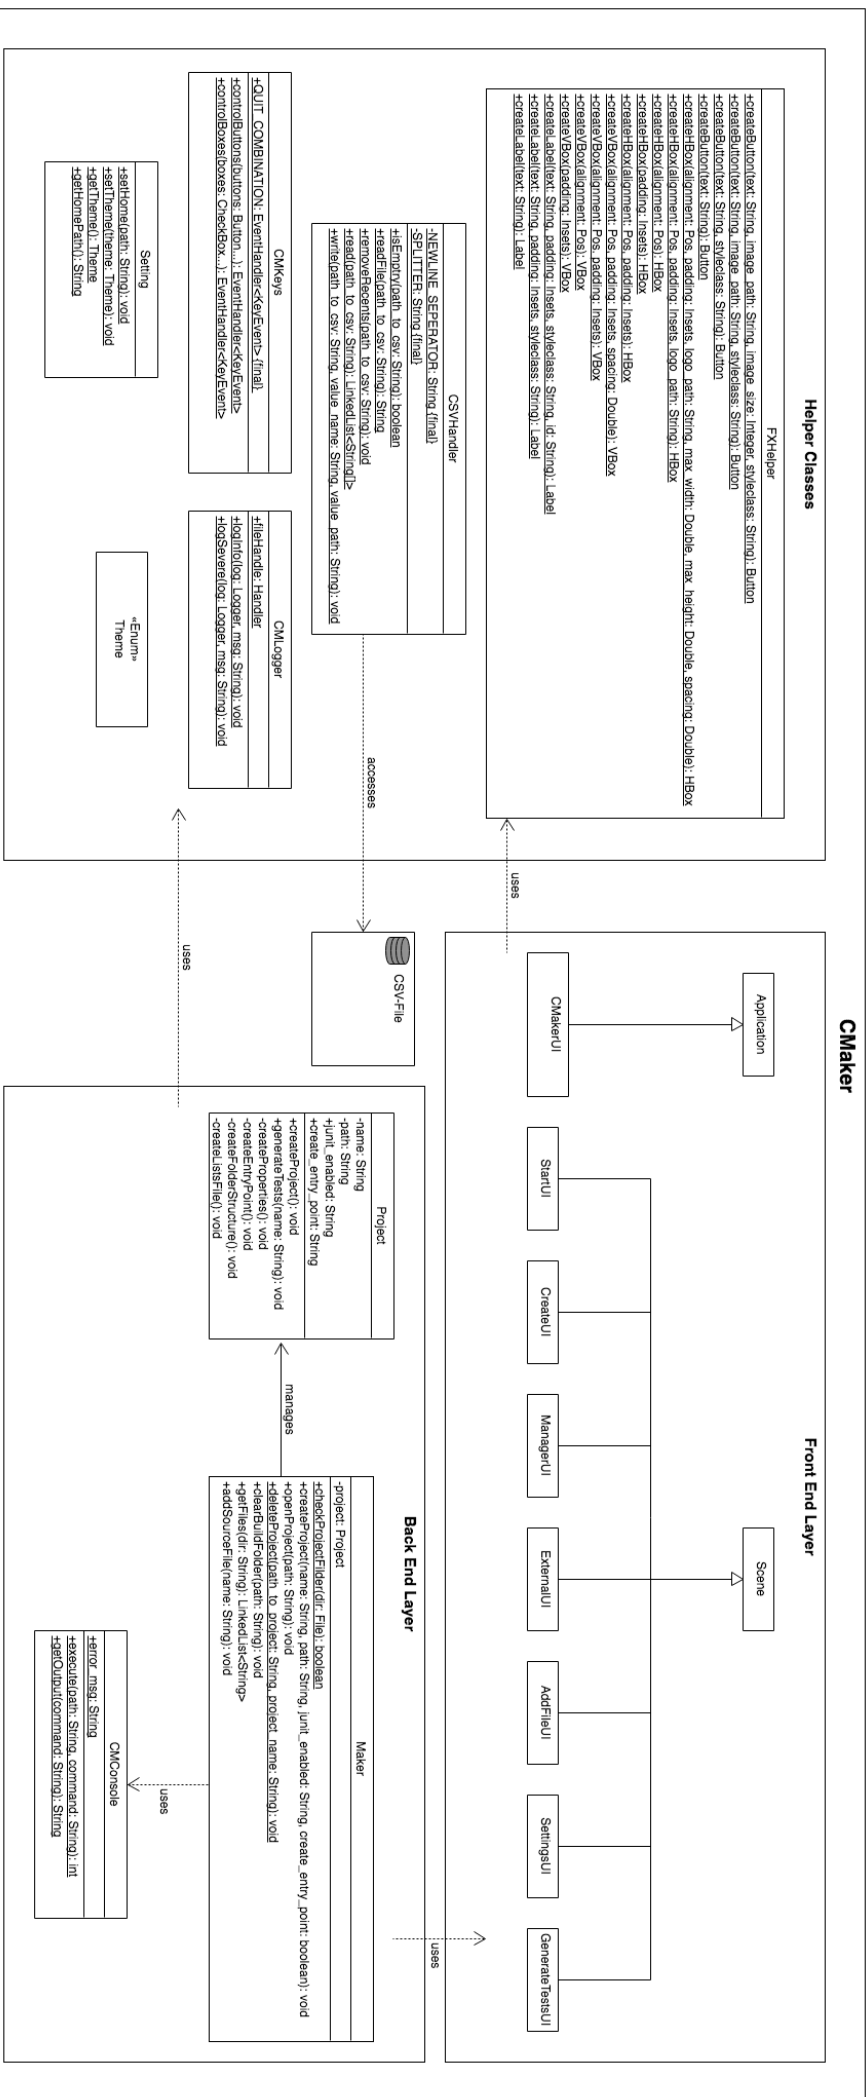 CMaker
Helper Classes
FXHelper
+createButton(text: String, image_path: String, image_size: Integer, styleclass: String): Button
+createButton(text: String, image_path: String, styleclass: String): Button
+createButton(text: String, styleclass: String): Button
+createButton(text: String): Button
+createHBox(alignment: Pos, padding: Insets, logo_path: String, max_width: Double, max_height: Double, spacing: Double): HBox
+createHBox(alignment: Pos, padding: Insets, logo_path: String): HBox
+createHBox(alignment: Pos): HBox
+createHBox(padding: Insets): HBox
+createHBox(alignment: Pos, padding: Insets): HBox
+createVBox(alignment: Pos, padding: Insets, spacing: Double): VBox
+createVBox(alignment: Pos, padding: Insets): VBox
+createVBox(alignment: Pos): VBox
+createVBox(padding: Insets): VBox
+createLabel(text: String, padding: Insets, styleclass: String, id: String): Label
+createLabel(text: String, padding: Insets, styleclass: String): Label
+createLabel(text: String): Label
CSVHandler
-NEWLINE_SEPERATOR: String {final}
-SPLITTER: String {final}
+isEmptry(path_to_csv: String): boolean
+readFile(path_to_csv: String): String
+removeRecents(path_to_csv: String): void
+read(path_to_csv: String): LinkedList<String[]>
+write(path_to_csv: String, value_name: String, value_path: String): void
CMKeys
+QUIT_COMBINATION: EventHandler<KeyEvent> {final}
+controlButtons(buttons: Button...): EventHandler<KeyEvent>
+controlBoxes(boxes: CheckBox...): EventHandler<KeyEvent>
CMLogger
+fileHandle: Handler
+logInfo(log: Logger, msg: String): void
+logSevere(log: Logger, msg: String): void
Setting
+setHome(path: String): void
+setTheme(theme: Theme): void
+getTheme(): Theme
+getHomePath(): String
«Enum»
Theme
accesses
uses
uses
CSV-File
Front End Layer
Application
Scene
CMakerUI
StartUI
CreateUI
ManagerUI
ExternalUI
AddFileUI
SettingsUI
GenerateTestsUI
uses
Back End Layer
Project
-name: String
-path: String
+junit_enabled: String
+create_entry_point: String
+createProject(): void
+generateTests(name: String): void
-createProperties(): void
-createEntryPoint(): void
-createFolderStructure(): void
-createListsFile(): void
manages
Maker
-project: Project
+checkProjectFilder(dir: File): boolean
+createProject(name: String, path: String, junit_enabled: String, create_entry_point: boolean): void
+openProject(path: String): void
+deleteProject(path_to_project: String, project_name: String): void
+clearBuildFolder(path: String): void
+getFiles(dir: String): LinkedList<String>
+addSourceFile(name: String): void
uses
CMConsole
+error_msg: String
+execute(path: String, command: String): int
+getOutput(command: String): String